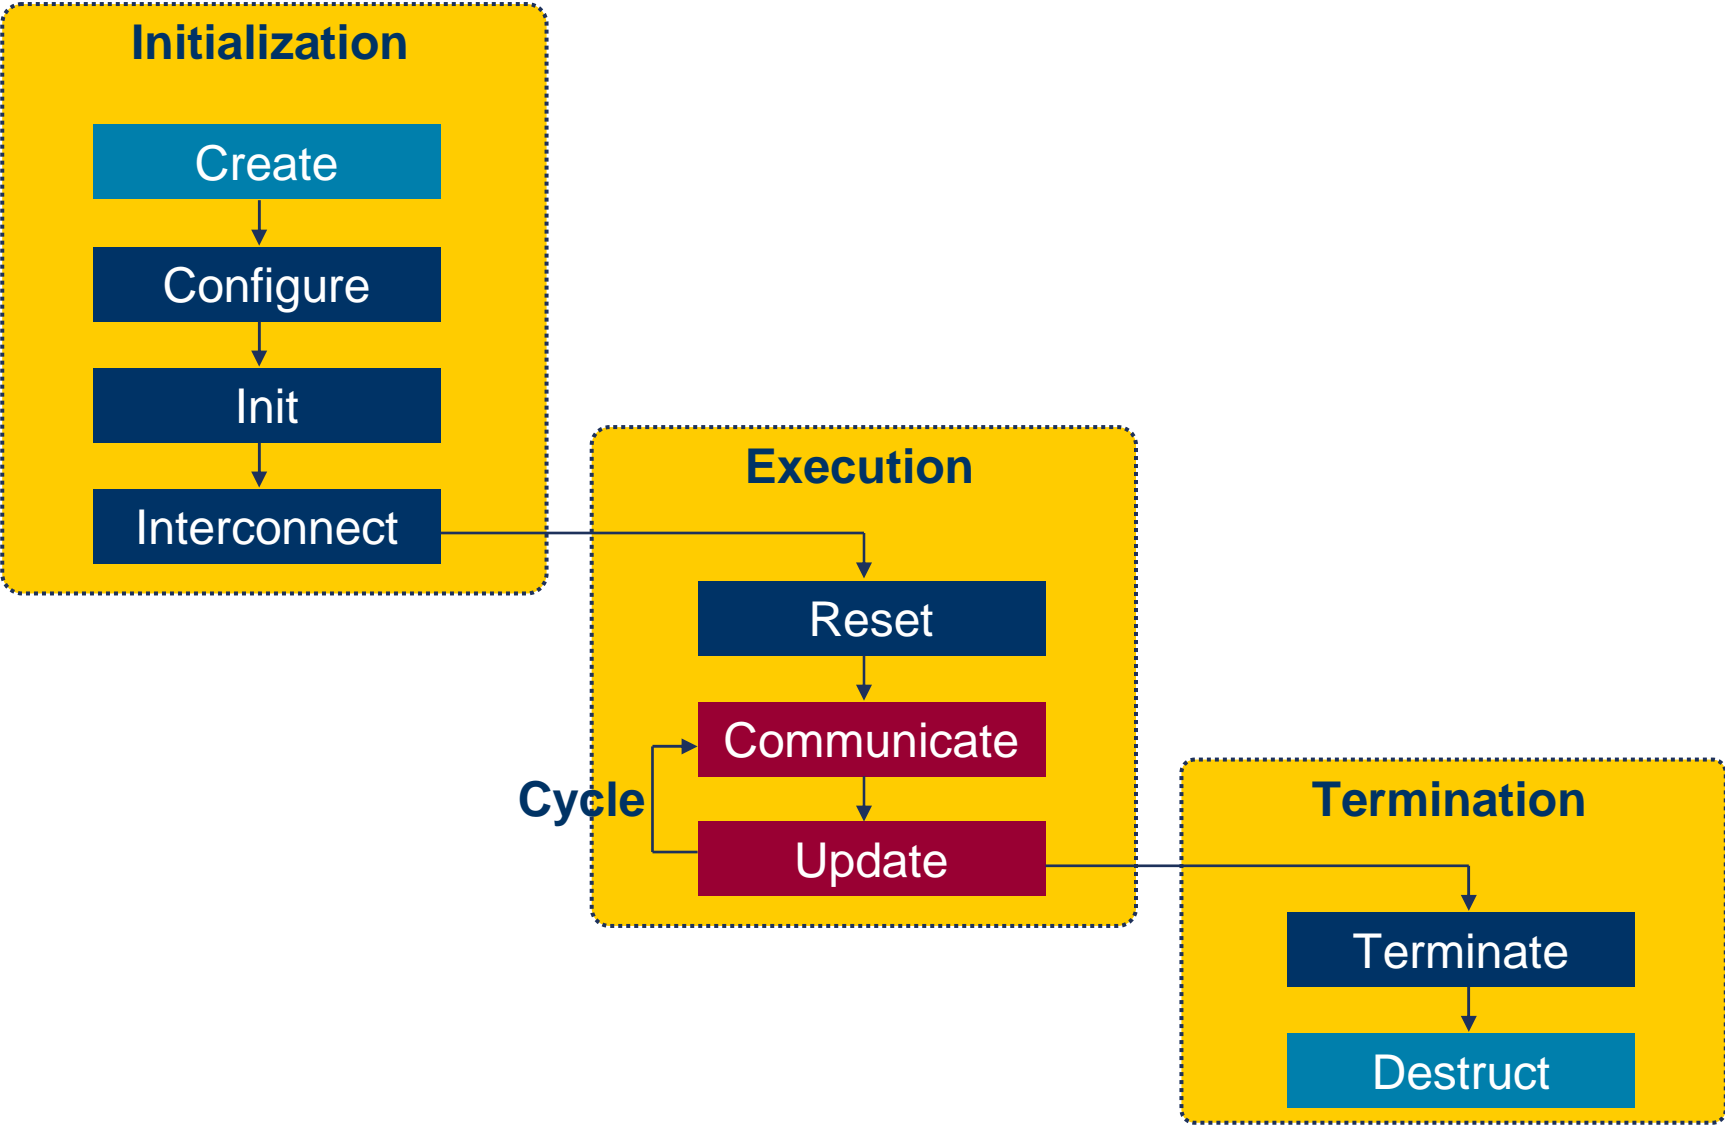 Initialization
Create
Configure
Init
Interconnect
Execution
Reset
Communicate
Cycle
Update
Termination
Terminate
Destruct